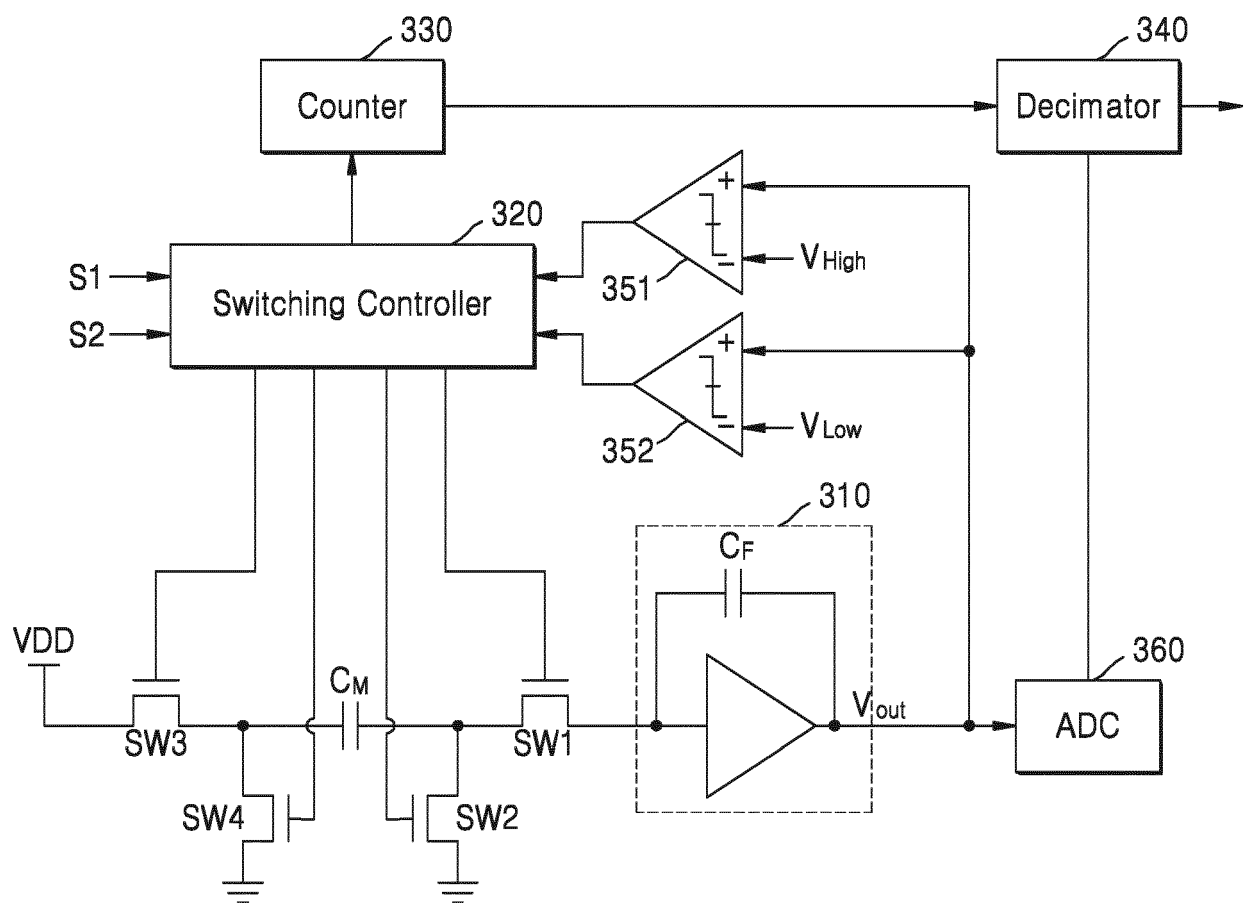 330
340
Counter
Decimator
320
+
S1
Switching Controller
351
−
VHigh
S2
+
352
−
VLow
310
CF
VDD
CM
360
SW3
SW1
Vout
ADC
SW4
SW2